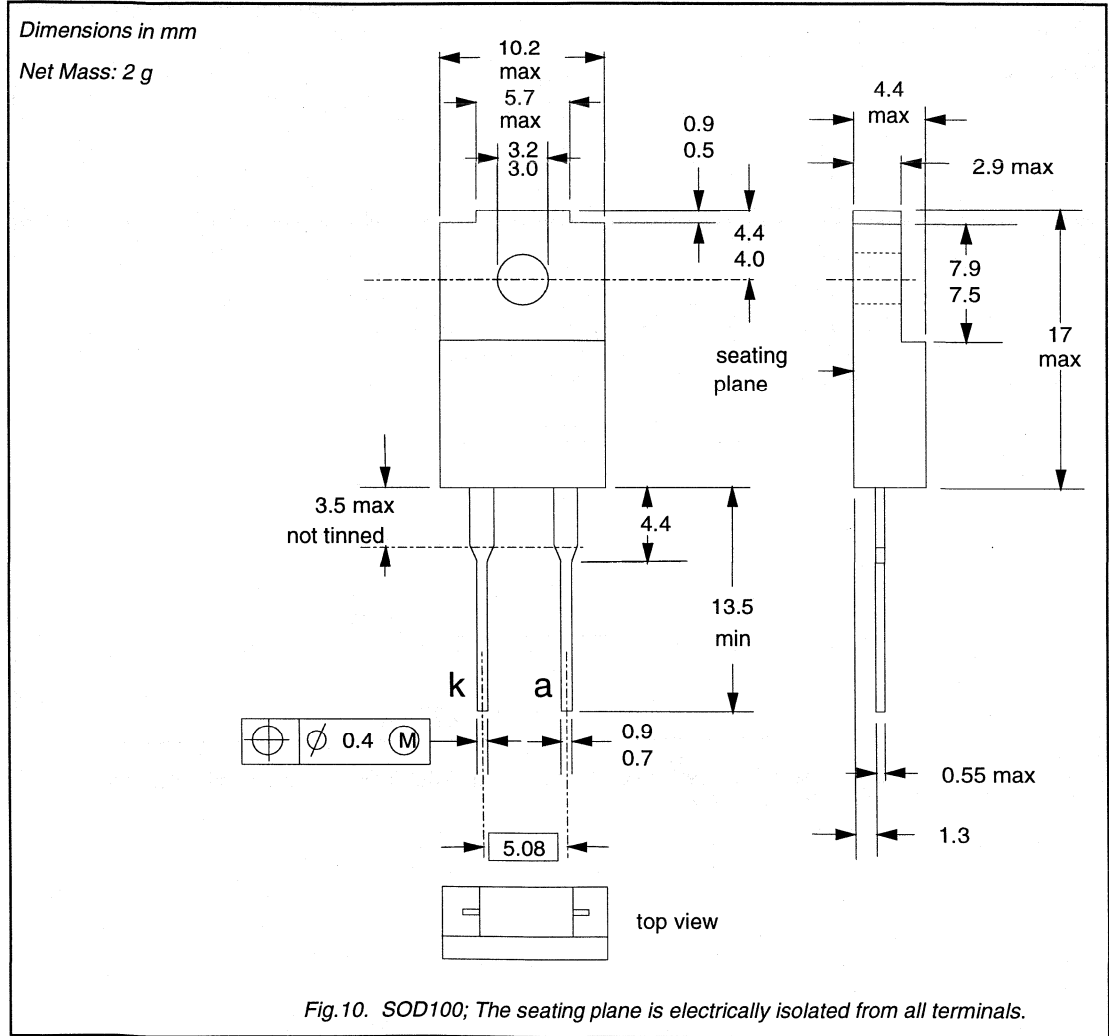 Dimensions in mm
Net Mass: 2 g
10.2
max
5.7
max
3.2
3.0
0.9
0.5
4.4
4.0
4.4
max
2.9 max
7.9
7.5
17
max
seating
plane
3.5 max
not tinned
4.4
13.5
min
k
a
0.4
M
0.9
0.7
5.08
0.55 max
1.3
top view
Fig.10. SOD100; The seating plane is electrically isolated from all terminals.